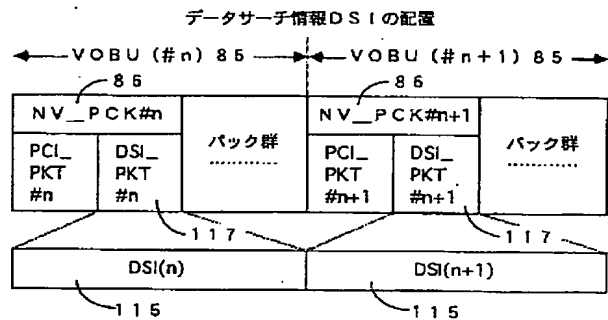 データサーチ情報DSIの配置
VOBU(#n)85
VOBU(#n+1)85
86
86
NV_PCK#n
パック群
…………
NV_PCK#n+1
パック群
…………
PCI_
PKT
#n
DSI_
PKT
#n
PCI_
PKT
#n+1
DSI_
PKT
#n+1
117
117
DSI(n)
DSI(n+1)
115
115